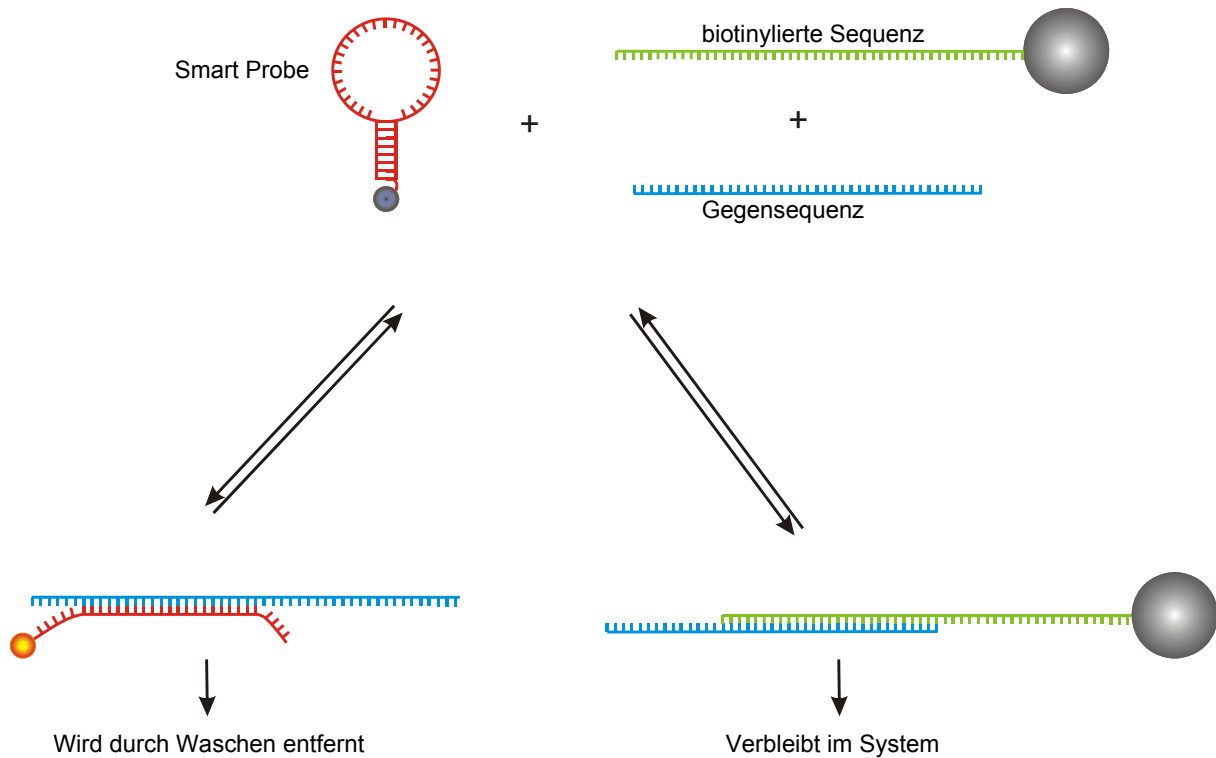 biotinylierte Sequenz
Smart Probe
+
+
Gegensequenz
Wird durch Waschen entfernt
Verbleibt im System